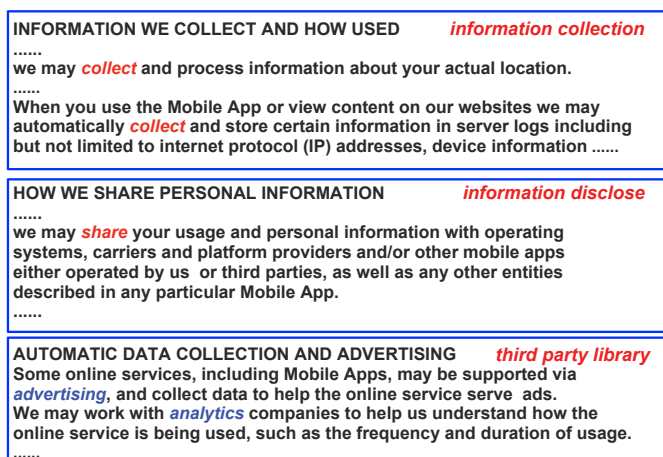 INFORMATION WE COLLECT AND HOW USED information collection
......
we may collect and process information about your actual location.
......
When you use the Mobile App or view content on our websites we may
automatically collect and store certain information in server logs including
but not limited to internet protocol (IP) addresses, device information ......
HOW WE SHARE PERSONAL INFORMATION information disclose
......
we may share your usage and personal information with operating
systems, carriers and platform providers and/or other mobile apps
either operated by us or third parties, as well as any other entities
described in any particular Mobile App.
......
AUTOMATIC DATA COLLECTION AND ADVERTISING third party library
Some online services, including Mobile Apps, may be supported via
advertising, and collect data to help the online service serve ads.
We may work with analytics companies to help us understand how the
online service is being used, such as the frequency and duration of usage.
......